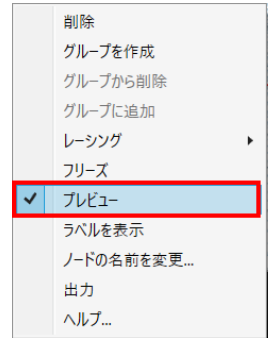 削除
グループを作成
グループから削除
グループに追加
レーシング
フリーズ
プレビュー
ラベルを表示
ノードの名前を変更...
出力
ヘルプ...